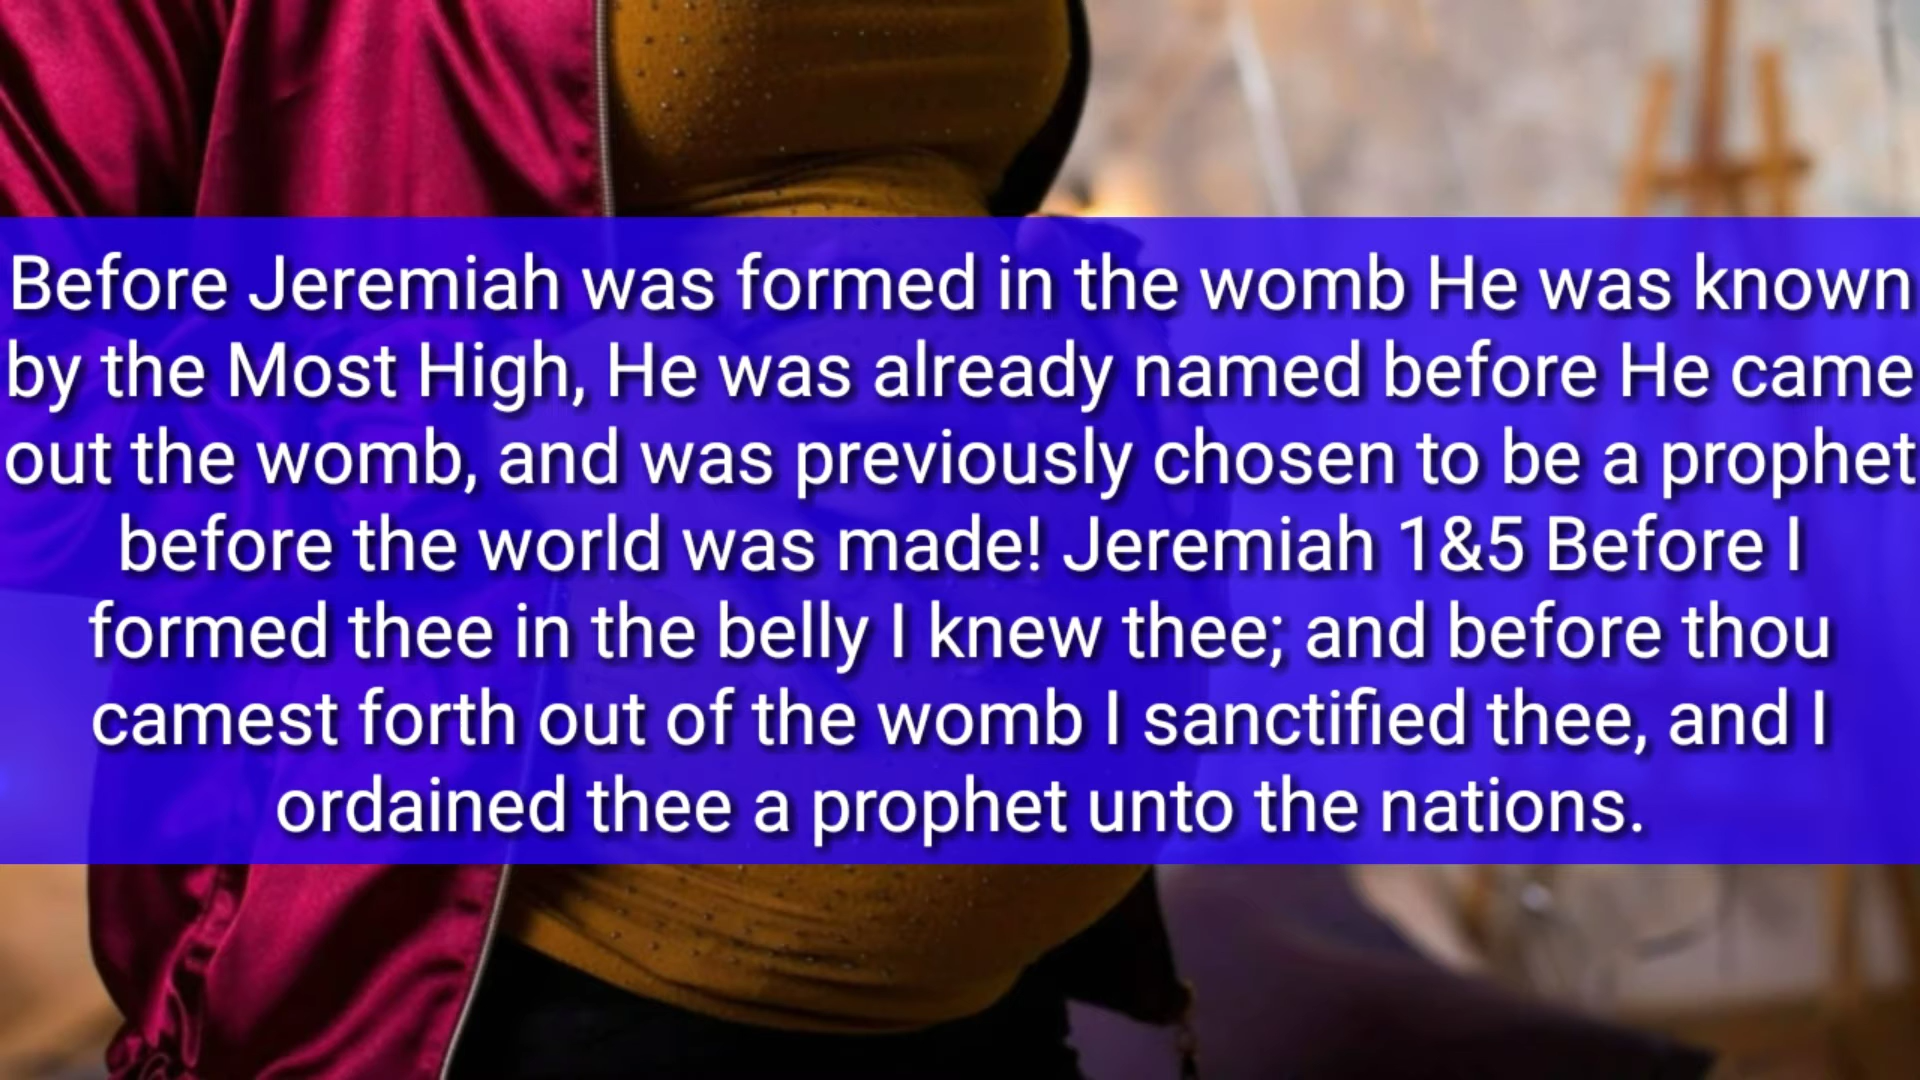 Before Jeremiah was formed in the womb He was known
by the Most High, He was already named before He came
out the womb, and was previously chosen to be a prophet
before the world was made! Jeremiah 1&5 Before I
formed thee in the belly I knew thee; and before thou
camest forth out of the womb I sanctified thee, and I
ordained thee a prophet unto the nations.